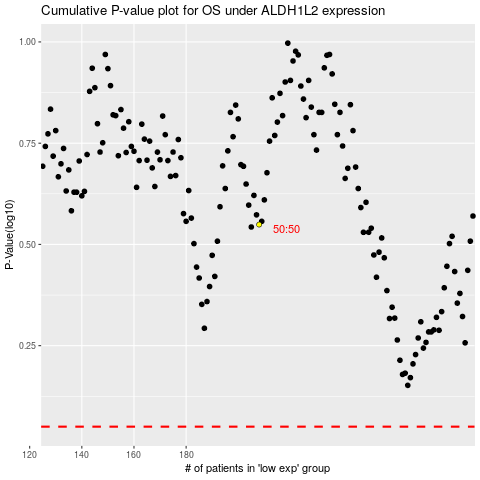 Cumulative P-value plot for OS under ALDH1L2 expression
1.00
0.75
0.50
0.25
P-Value(log10)
50:50
120 140 160 180
# of patients in 'low exp' group